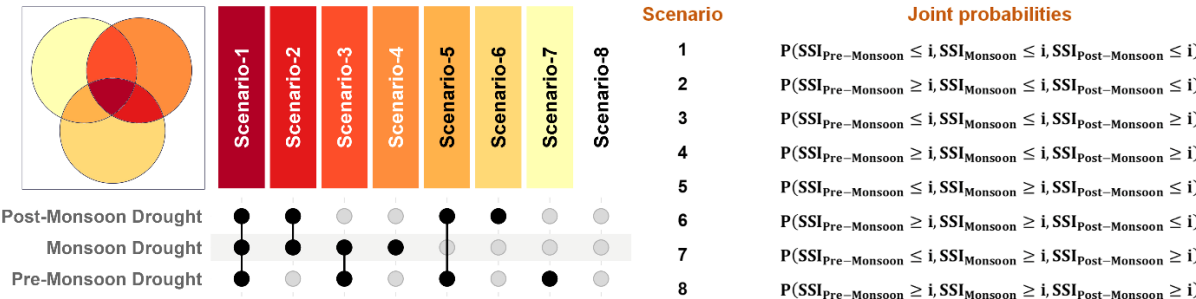 Scenario-1
Scenario-2
Scenario-3
Scenario-4
Scenario-5
Scenario-6
Scenario-7
Scenario-8
Post-Monsoon Drought
Monsoon Drought
Pre-Monsoon Drought
Scenario Joint probabilities
1 P(SSI_Pre−Monsoon ≤ i, SSI_Monsoon ≤ i, SSI_Post−Monsoon ≤ i)
2 P(SSI_Pre−Monsoon ≥ i, SSI_Monsoon ≤ i, SSI_Post−Monsoon ≤ i)
3 P(SSI_Pre−Monsoon ≤ i, SSI_Monsoon ≤ i, SSI_Post−Monsoon ≥ i)
4 P(SSI_Pre−Monsoon ≥ i, SSI_Monsoon ≤ i, SSI_Post−Monsoon ≥ i)
5 P(SSI_Pre−Monsoon ≤ i, SSI_Monsoon ≥ i, SSI_Post−Monsoon ≤ i)
6 P(SSI_Pre−Monsoon ≥ i, SSI_Monsoon ≥ i, SSI_Post−Monsoon ≤ i)
7 P(SSI_Pre−Monsoon ≤ i, SSI_Monsoon ≥ i, SSI_Post−Monsoon ≥ i)
8 P(SSI_Pre−Monsoon ≥ i, SSI_Monsoon ≥ i, SSI_Post−Monsoon ≥ i)